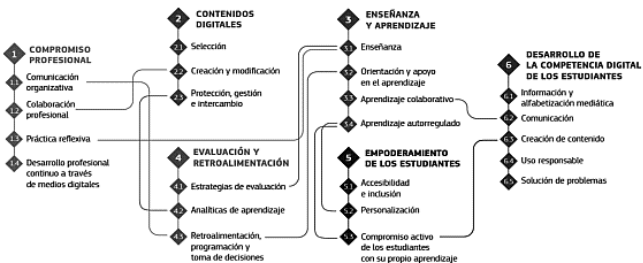 1
COMPROMISO
PROFESIONAL
1.1
Comunicación
organizativa
1.2
Colaboración
profesional
1.3
Práctica reflexiva
1.4
Desarrollo profesional
continuo a través
de medios digitales
2
CONTENIDOS
DIGITALES
2.1
Selección
2.2
Creación y modificación
2.3
Protección, gestión
e intercambio
3
ENSEÑANZA
Y APRENDIZAJE
3.1
Enseñanza
3.2
Orientación y apoyo
en el aprendizaje
3.3
Aprendizaje colaborativo
3.4
Aprendizaje autorregulado
4
EVALUACIÓN Y
RETROALIMENTACIÓN
4.1
Estrategias de evaluación
4.2
Analíticas de aprendizaje
4.3
Retroalimentación,
programación y
toma de decisiones
5
EMPODERAMIENTO
DE LOS ESTUDIANTES
5.1
Accesibilidad
e inclusión
5.2
Personalización
5.3
Compromiso activo
de los estudiantes
con su propio aprendizaje
6
DESARROLLO DE
LA COMPETENCIA DIGITAL
DE LOS ESTUDIANTES
6.1
Información y
alfabetización mediática
6.2
Comunicación
6.3
Creación de contenido
6.4
Uso responsable
6.5
Solución de problemas